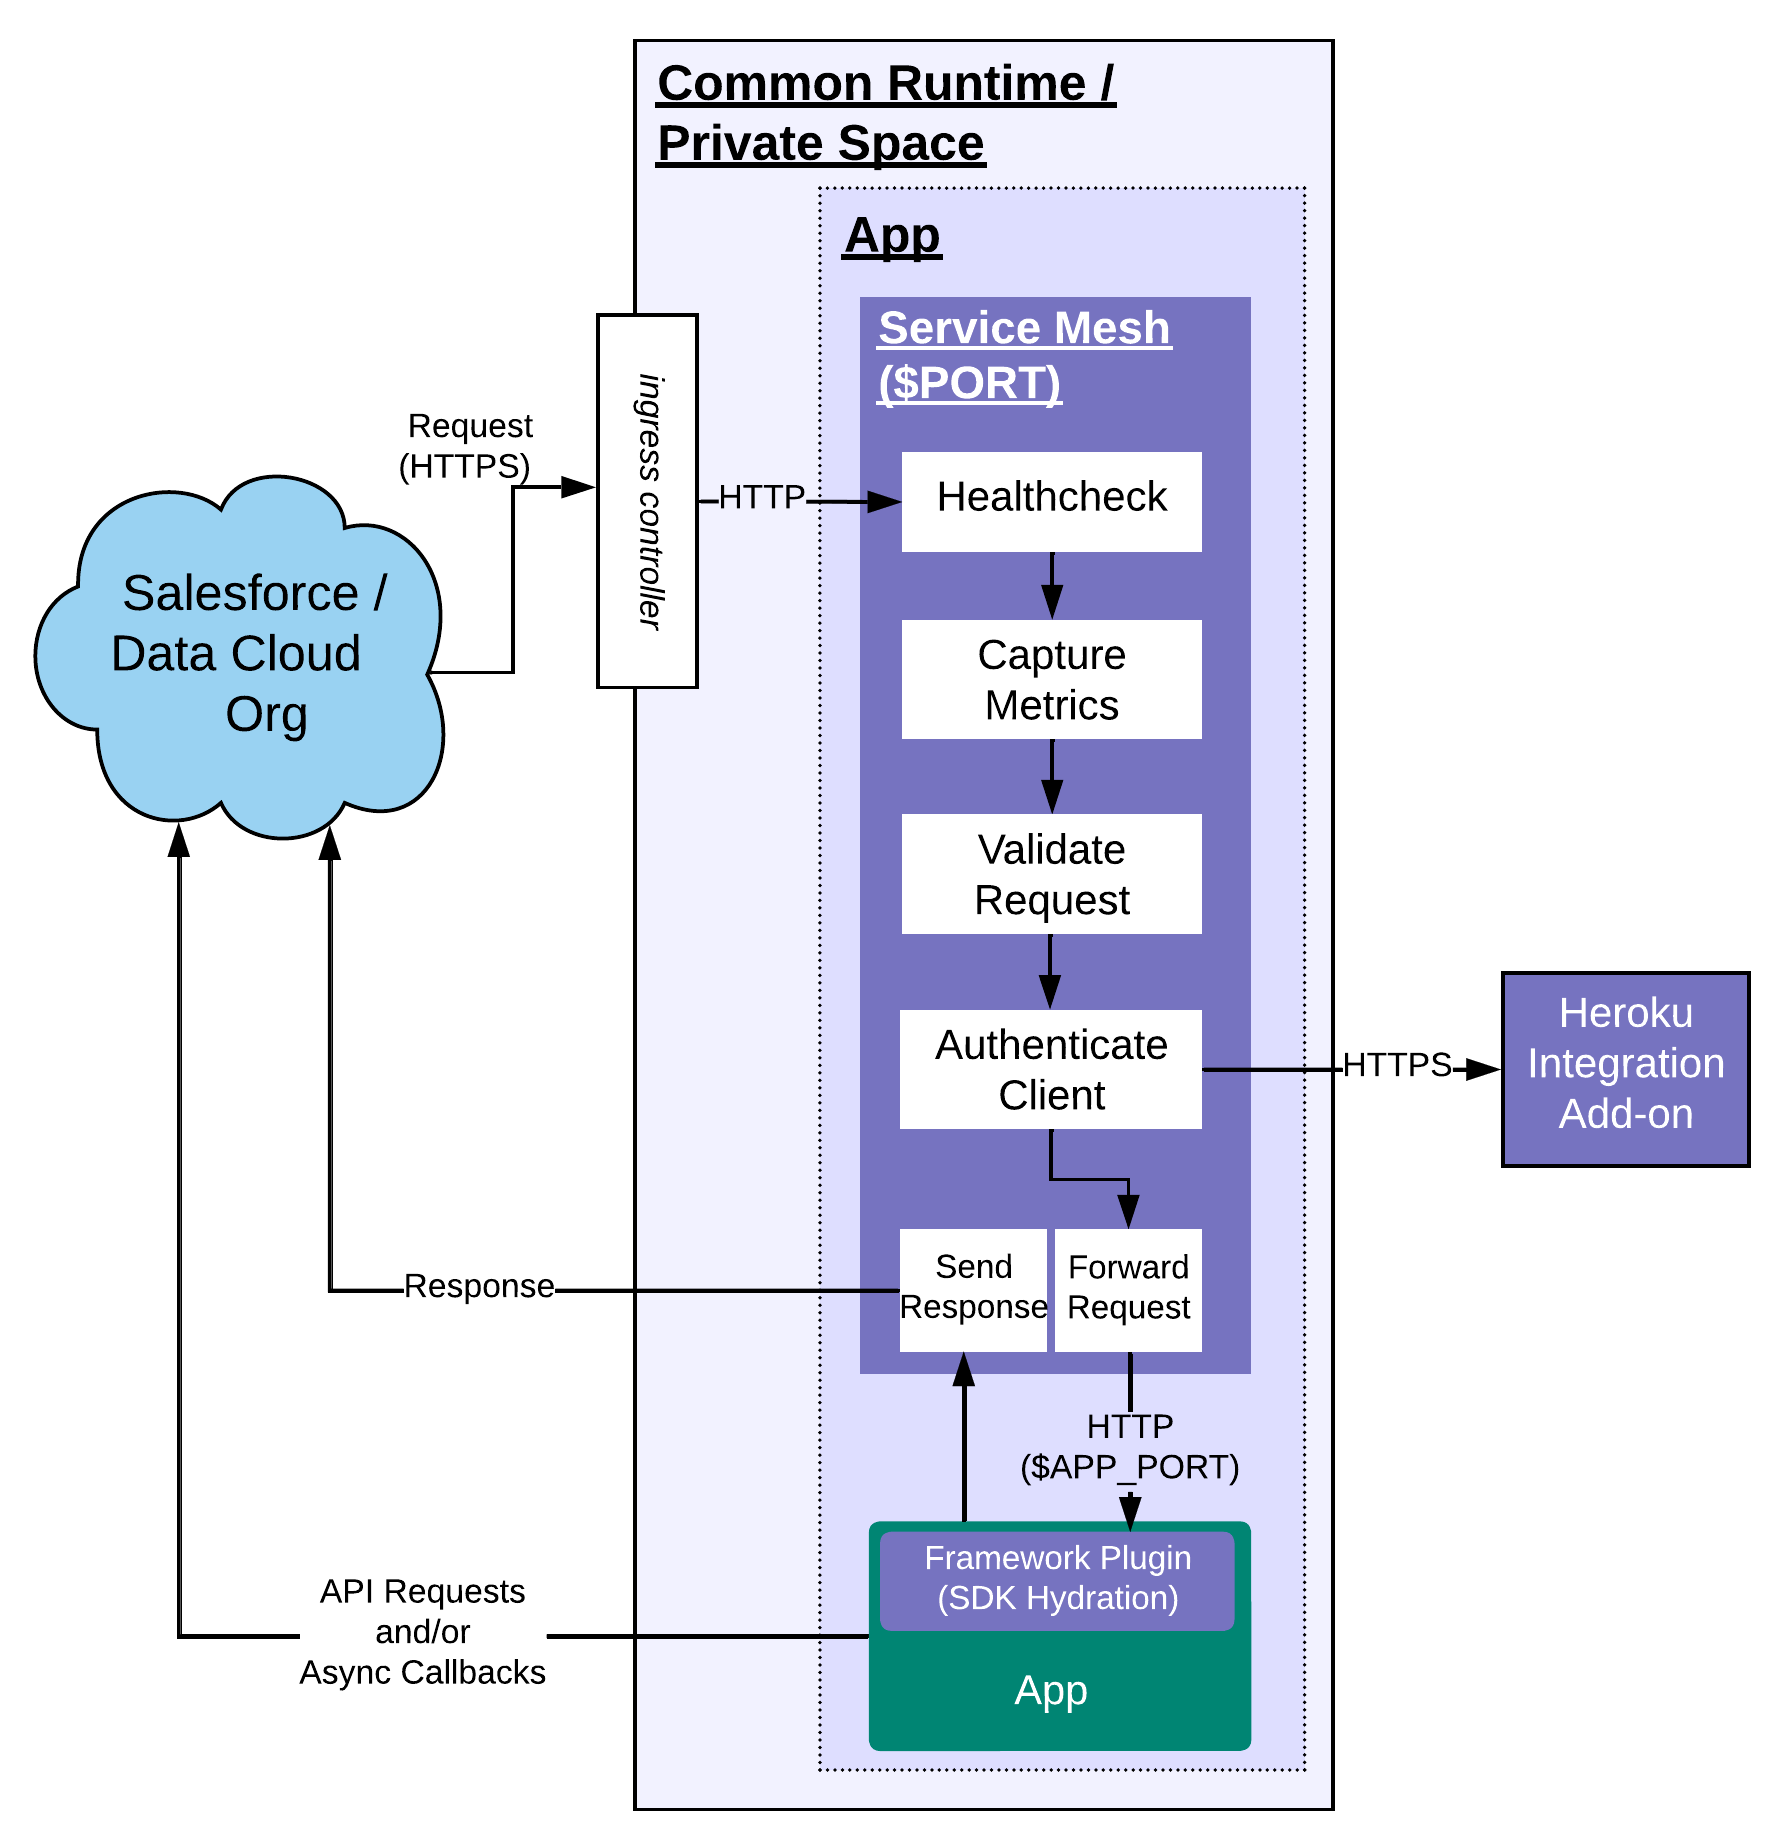 Common Runtime /
Private Space
App
Service Mesh
($PORT)
Request
(HTTPS)
ingress controller
HTTP
Healthcheck
Salesforce /
Data Cloud
Org
Capture
Metrics
Validate
Request
Authenticate
Client
HTTPS
Heroku
Integration
Add-on
Send
Response
Forward
Request
Response
HTTP
($APP_PORT)
Framework Plugin
(SDK Hydration)
API Requests
and/or
Async Callbacks
App